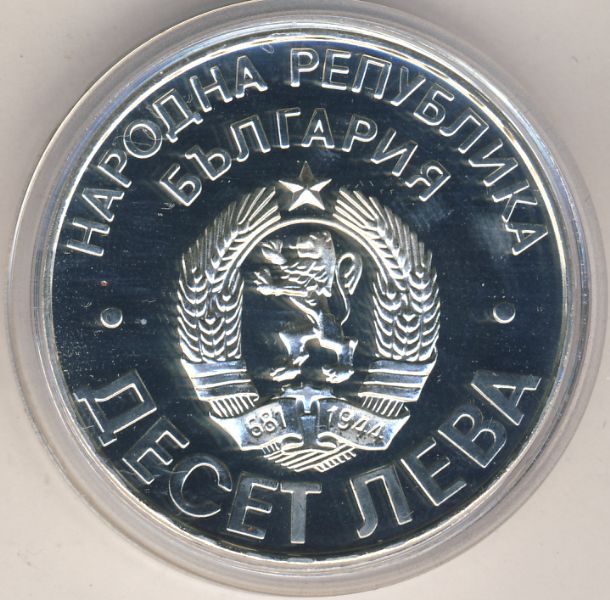 НАРОДНА РЕПУБЛИКА
БЪЛГАРИЯ
681 1944
ДЕСЕТ ЛЕВА